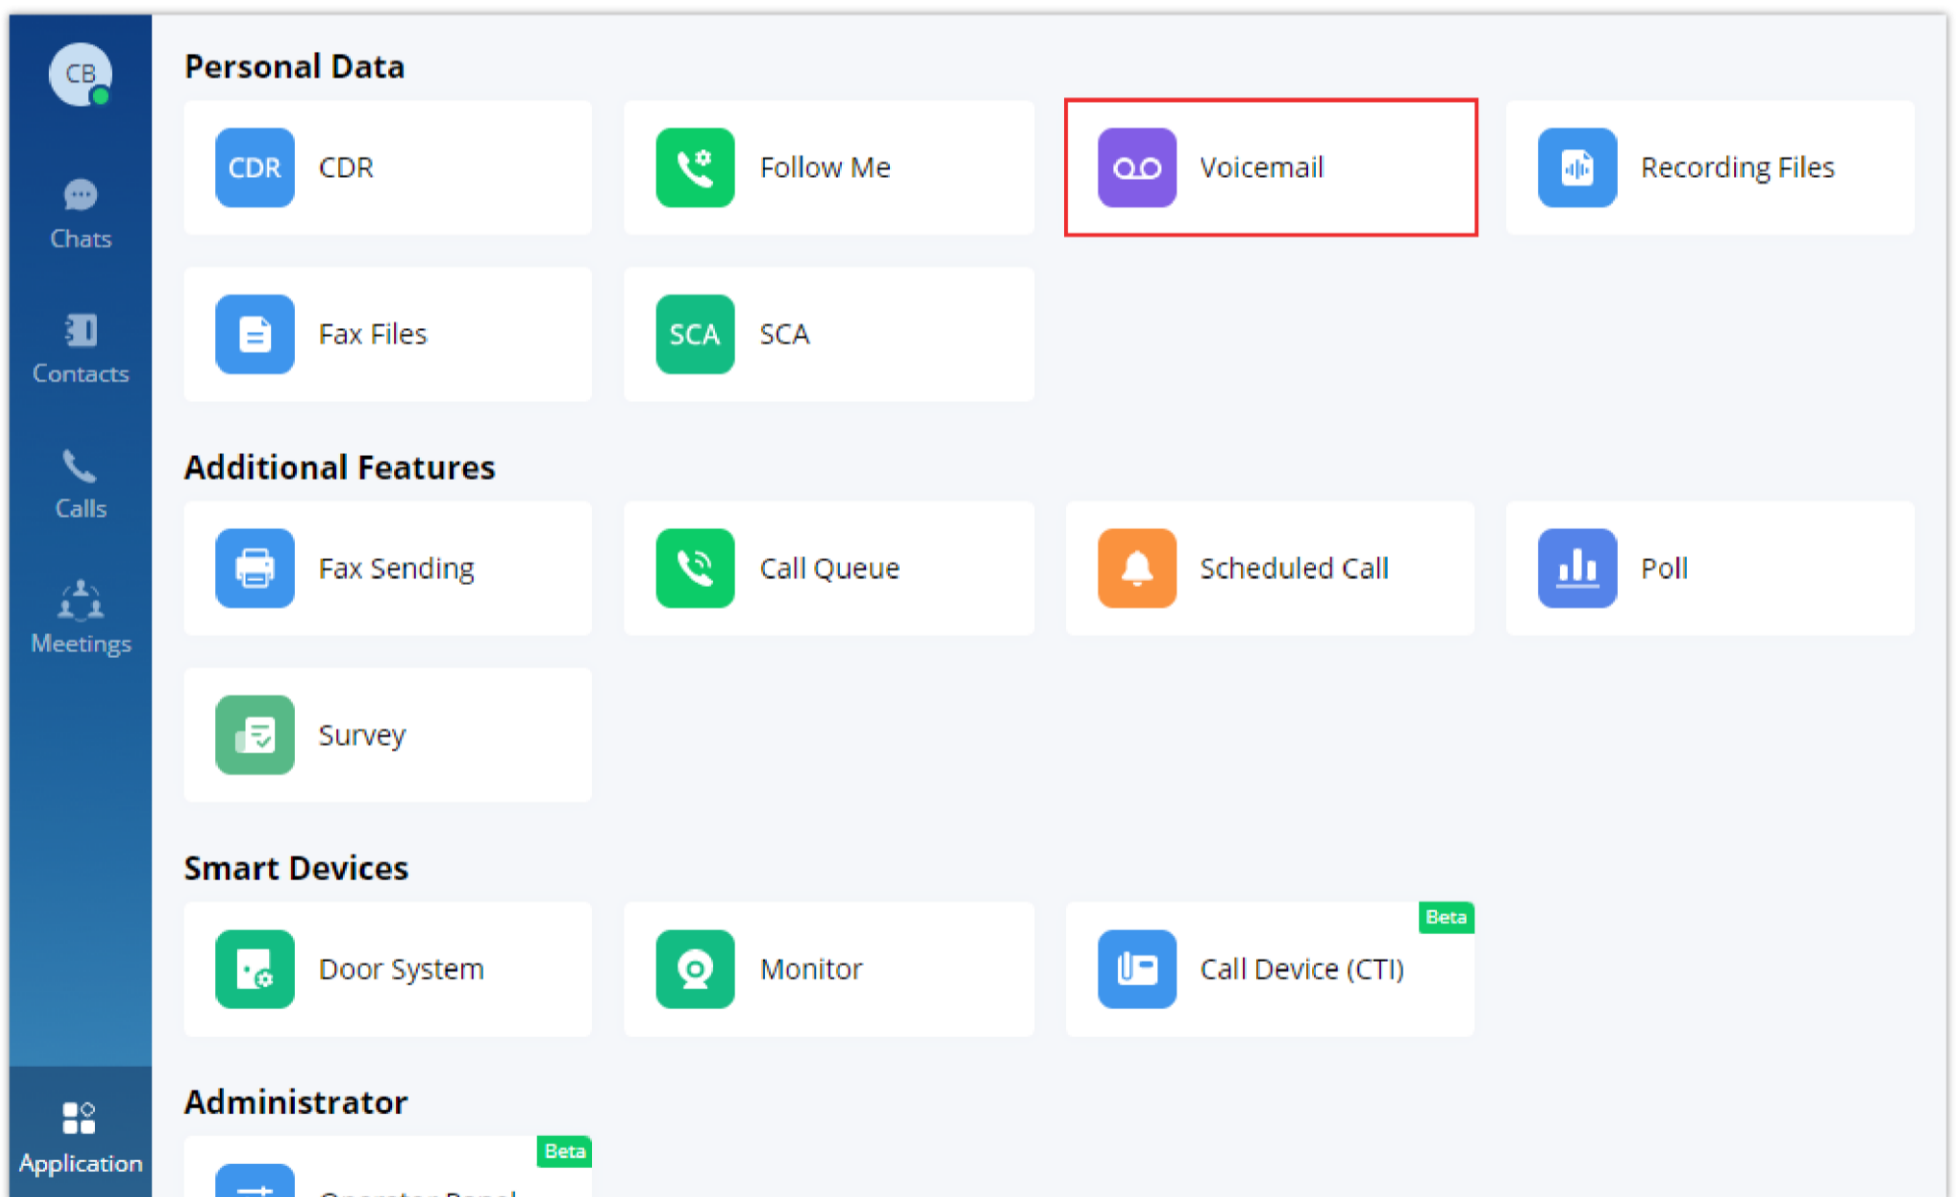 CB
Chats
Contacts
Calls
Meetings
Application
Personal Data
CDR CDR
Follow Me
Voicemail
Recording Files
Fax Files
SCA SCA
Additional Features
Fax Sending
Call Queue
Scheduled Call
Poll
Survey
Smart Devices
Door System
Monitor
Call Device (CTI)
Beta
Administrator
Beta
Operator Panel